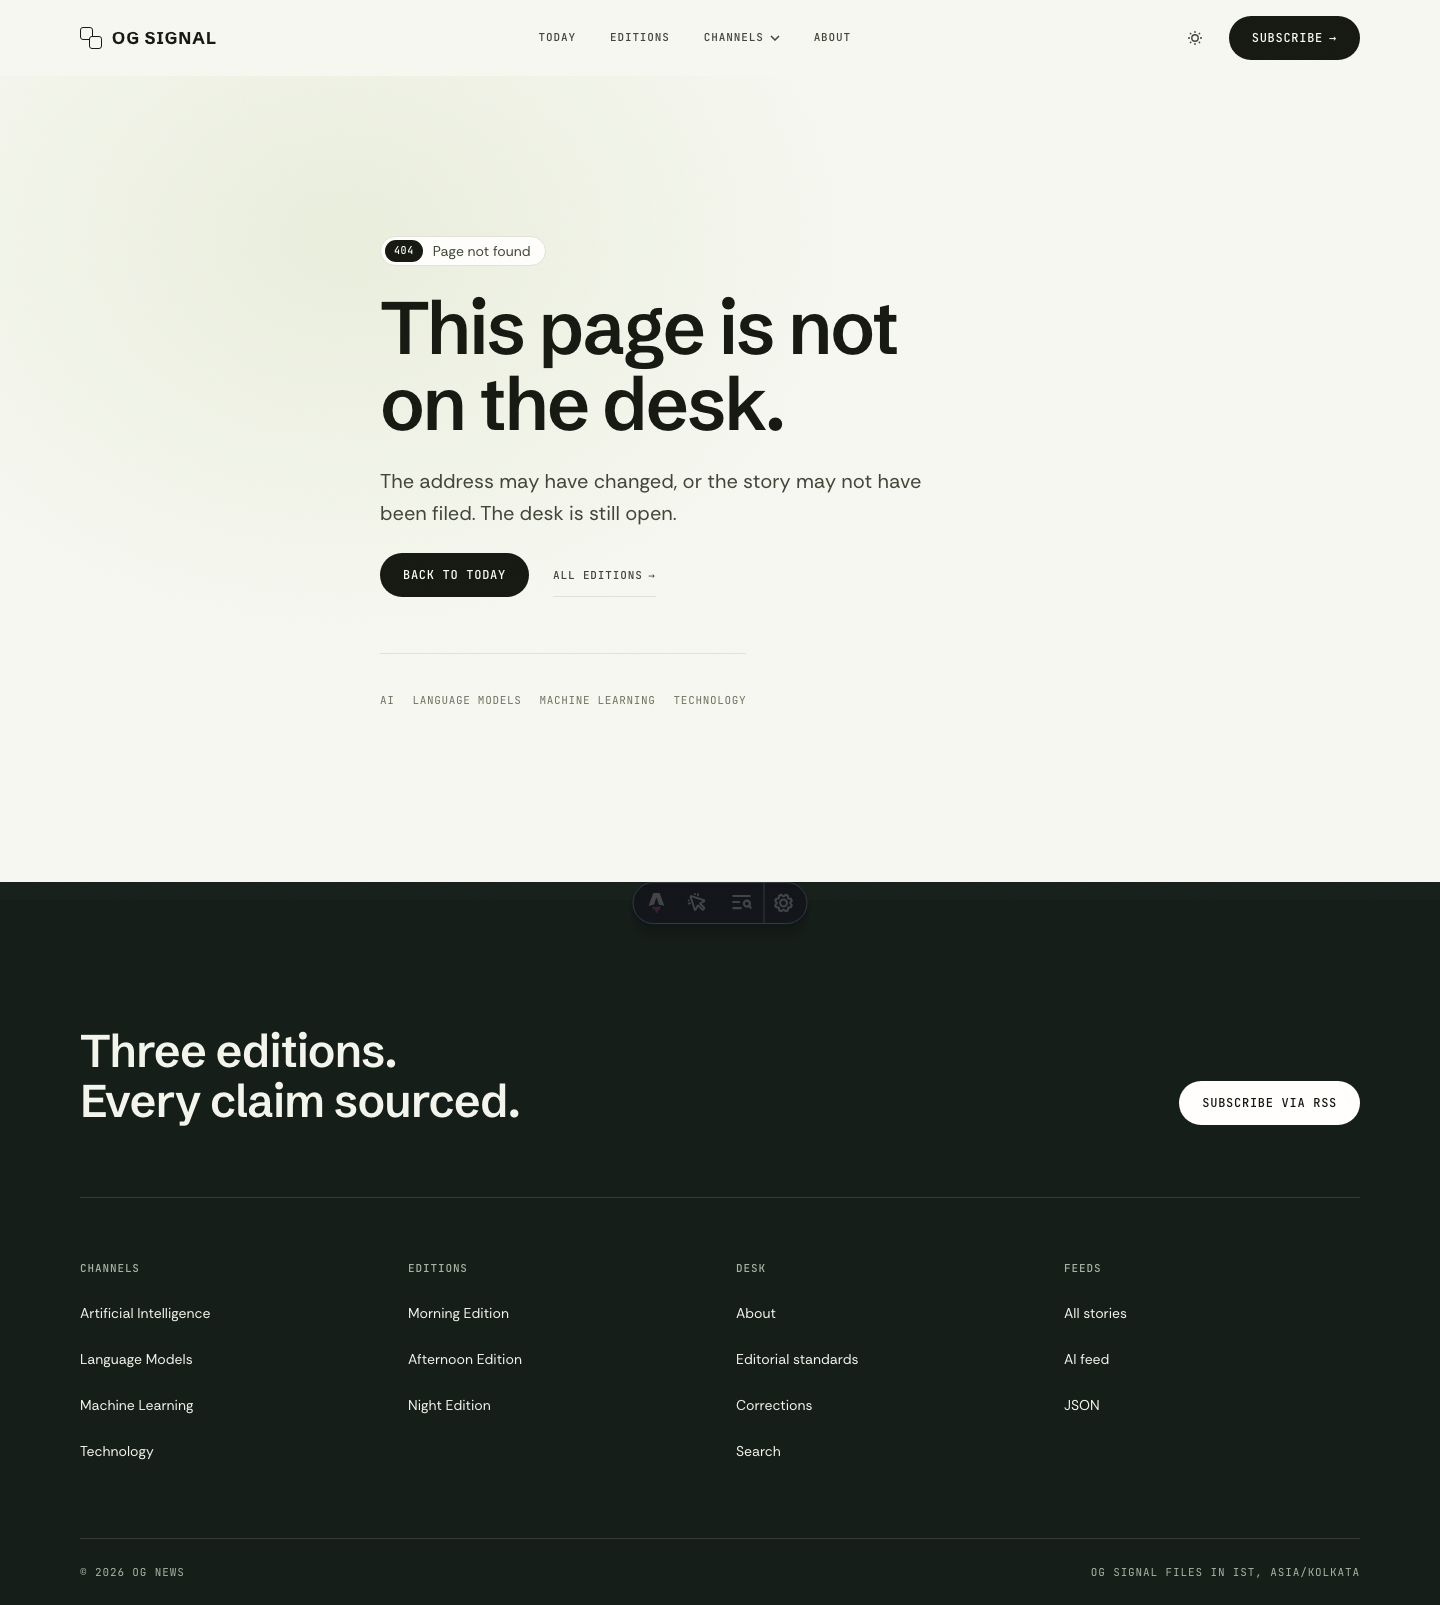 OG SIGNAL
TODAY
EDITIONS
CHANNELS
ABOUT
SUBSCRIBE →
404 Page not found
This page is not
on the desk.
The address may have changed, or the story may not have
been filed. The desk is still open.
BACK TO TODAY
ALL EDITIONS →
AI
LANGUAGE MODELS
MACHINE LEARNING
TECHNOLOGY
Three editions.
Every claim sourced.
SUBSCRIBE VIA RSS
CHANNELS
Artificial Intelligence
Language Models
Machine Learning
Technology
EDITIONS
Morning Edition
Afternoon Edition
Night Edition
DESK
About
Editorial standards
Corrections
Search
FEEDS
All stories
AI feed
JSON
© 2026 OG NEWS
OG SIGNAL FILES IN IST, ASIA/KOLKATA